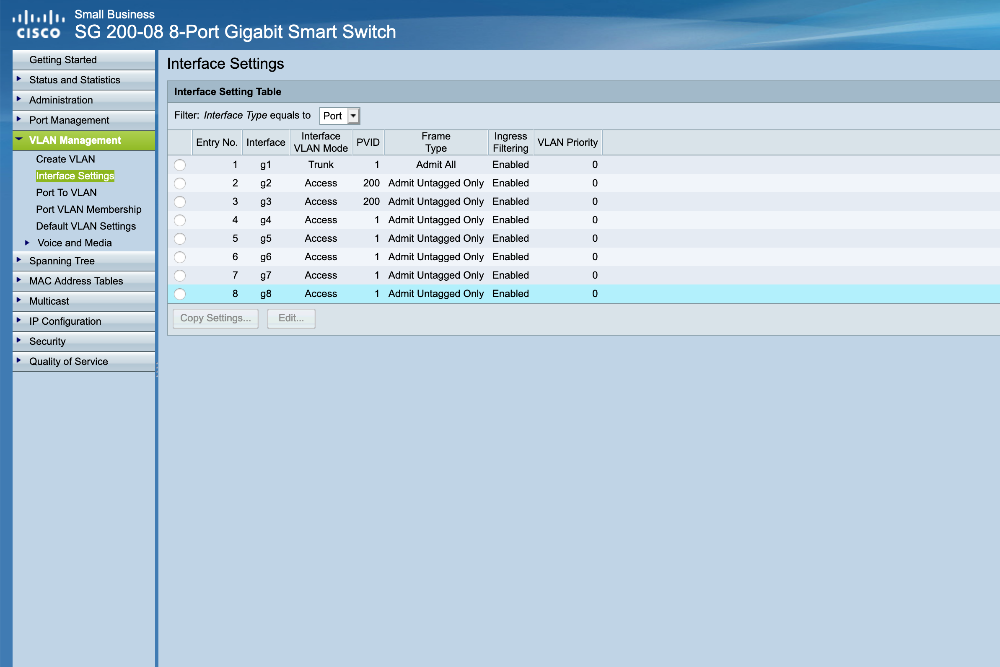 Small Business
CISCO
SG 200-08 8-Port Gigabit Smart Switch
Getting Started
Status and Statistics
Administration
Port Management
VLAN Management
Create VLAN
Interface Settings
Port To VLAN
Port VLAN Membership
Default VLAN Settings
Voice and Media
Spanning Tree
MAC Address Tables
Multicast
IP Configuration
Security
Quality of Service
Interface Settings
Interface Setting Table
Filter: Interface Type equals to Port
Entry No. Interface Interface VLAN Mode PVID Frame Type Ingress Filtering VLAN Priority
1 g1 Trunk 1 Admit All Enabled 0
2 g2 Access 200 Admit Untagged Only Enabled 0
3 g3 Access 200 Admit Untagged Only Enabled 0
4 g4 Access 1 Admit Untagged Only Enabled 0
5 g5 Access 1 Admit Untagged Only Enabled 0
6 g6 Access 1 Admit Untagged Only Enabled 0
7 g7 Access 1 Admit Untagged Only Enabled 0
8 g8 Access 1 Admit Untagged Only Enabled 0
Copy Settings... Edit...